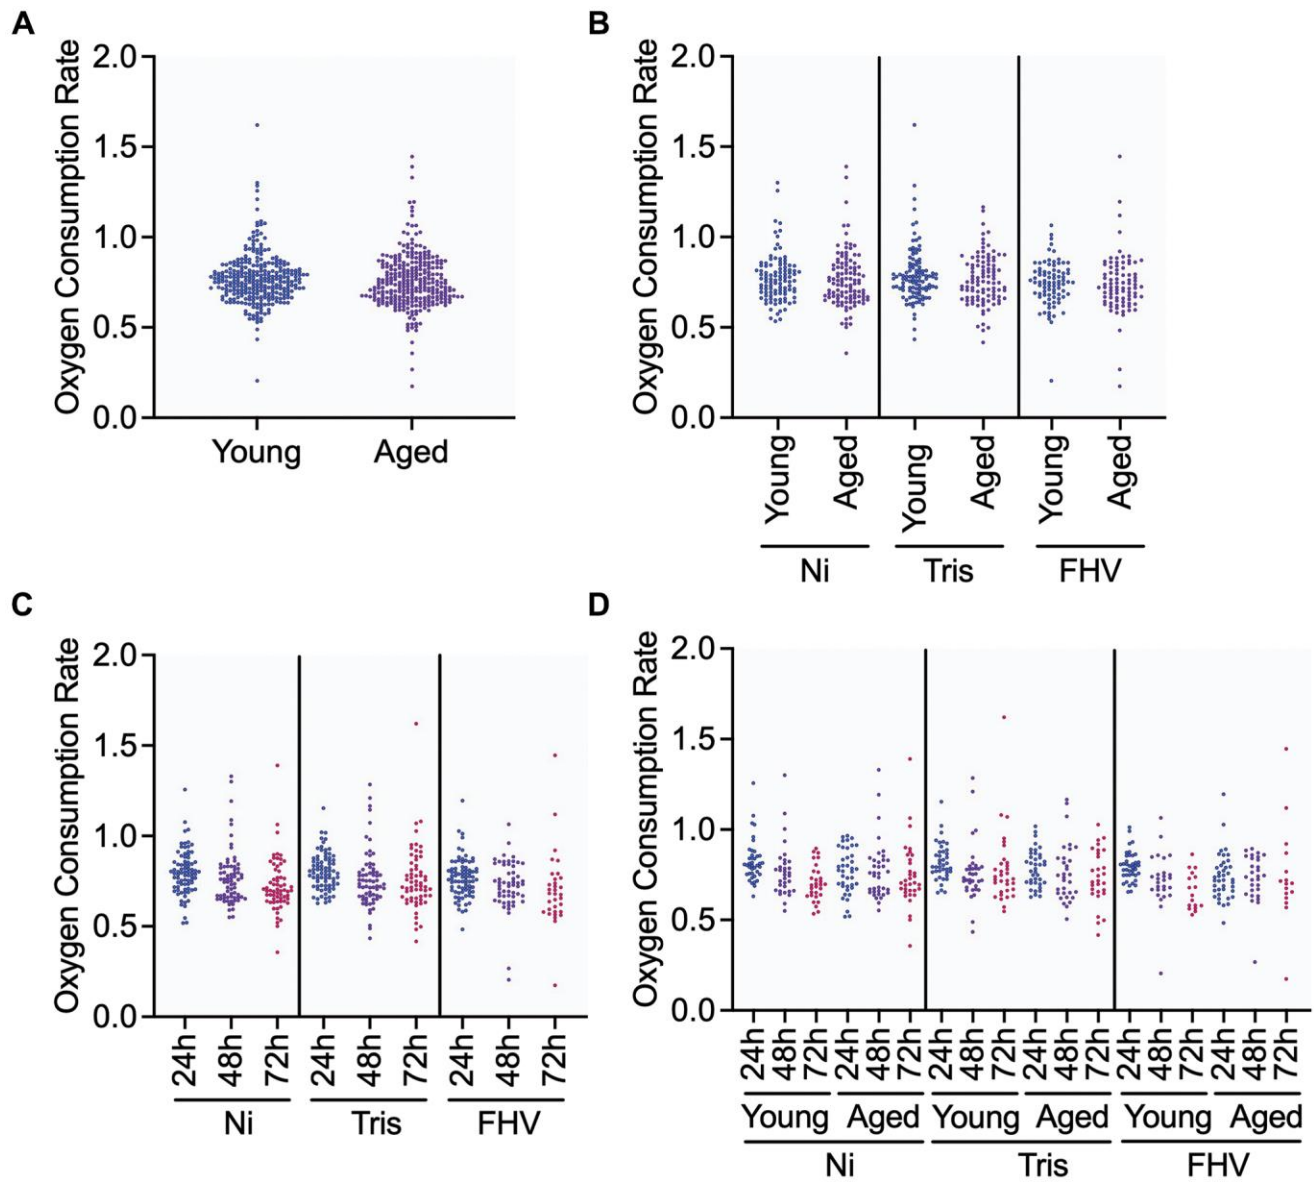 A
Oxygen Consumption Rate
2.0
1.5
1.0
0.5
0.0
Young Aged
B
Oxygen Consumption Rate
2.0
1.5
1.0
0.5
0.0
Young Aged Young Aged Young Aged
Ni Tris FHV
C
Oxygen Consumption Rate
2.0
1.5
1.0
0.5
0.0
24h 48h 72h 24h 48h 72h 24h 48h 72h
Ni Tris FHV
D
Oxygen Consumption Rate
2.0
1.5
1.0
0.5
0.0
24h 48h 72h 24h 48h 72h 24h 48h 72h 24h 48h 72h 24h 48h 72h 24h 48h 72h
Young Aged Young Aged Young Aged
Ni Tris FHV